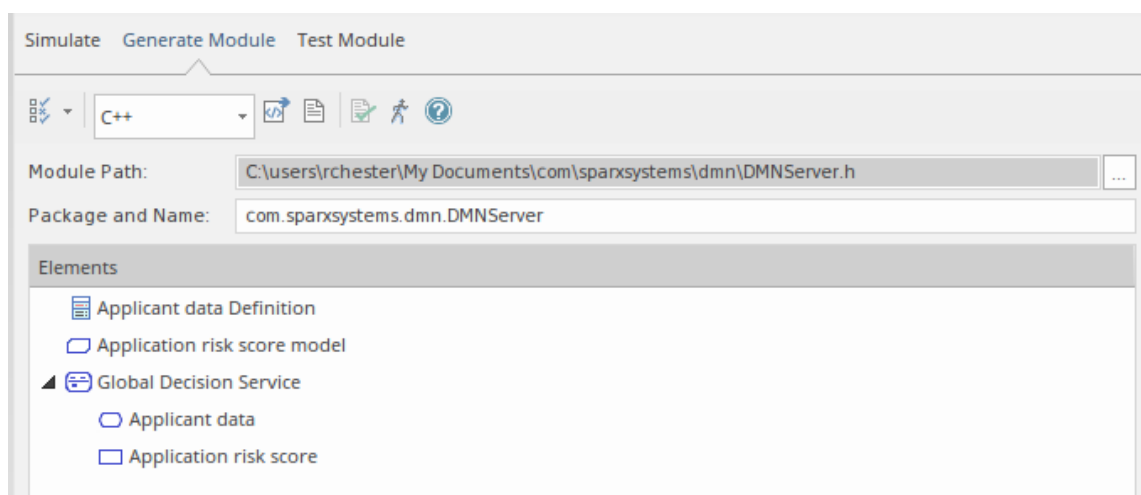 Simulate Generate Module Test Module
C++
Module Path: C:\users\rchester\My Documents\com\sparxsystems\dmn\DMNServer.h ...
Package and Name: com.sparxsystems.dmn.DMNServer
Elements
Applicant data Definition
Application risk score model
Global Decision Service
Applicant data
Application risk score